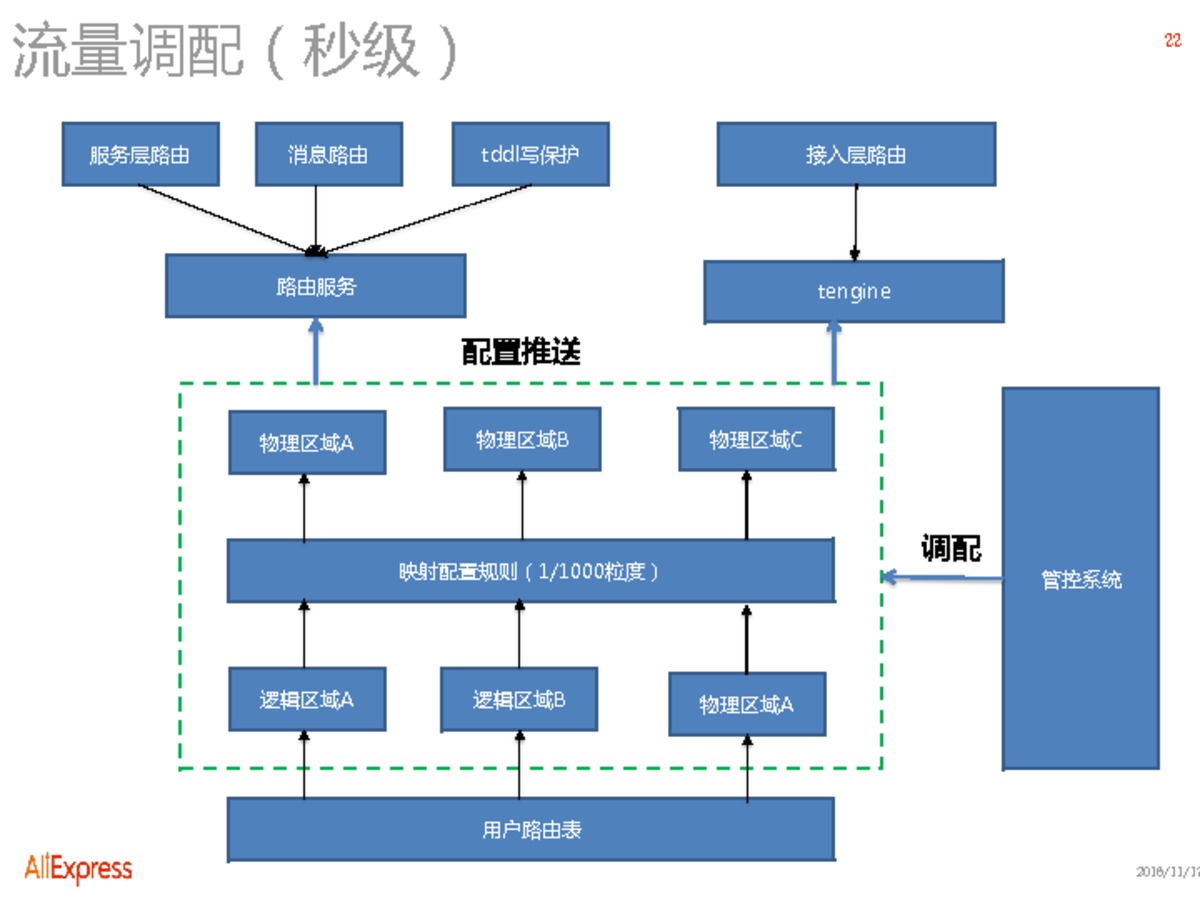 流量调配（秒级）
22
服务层路由
消息路由
tddl写保护
接入层路由
路由服务
tengine
配置推送
物理区域A
物理区域B
物理区域C
映射配置规则（1/1000粒度）
调配
管控系统
逻辑区域A
逻辑区域B
物理区域A
用户路由表
AliExpress
2016/11/17